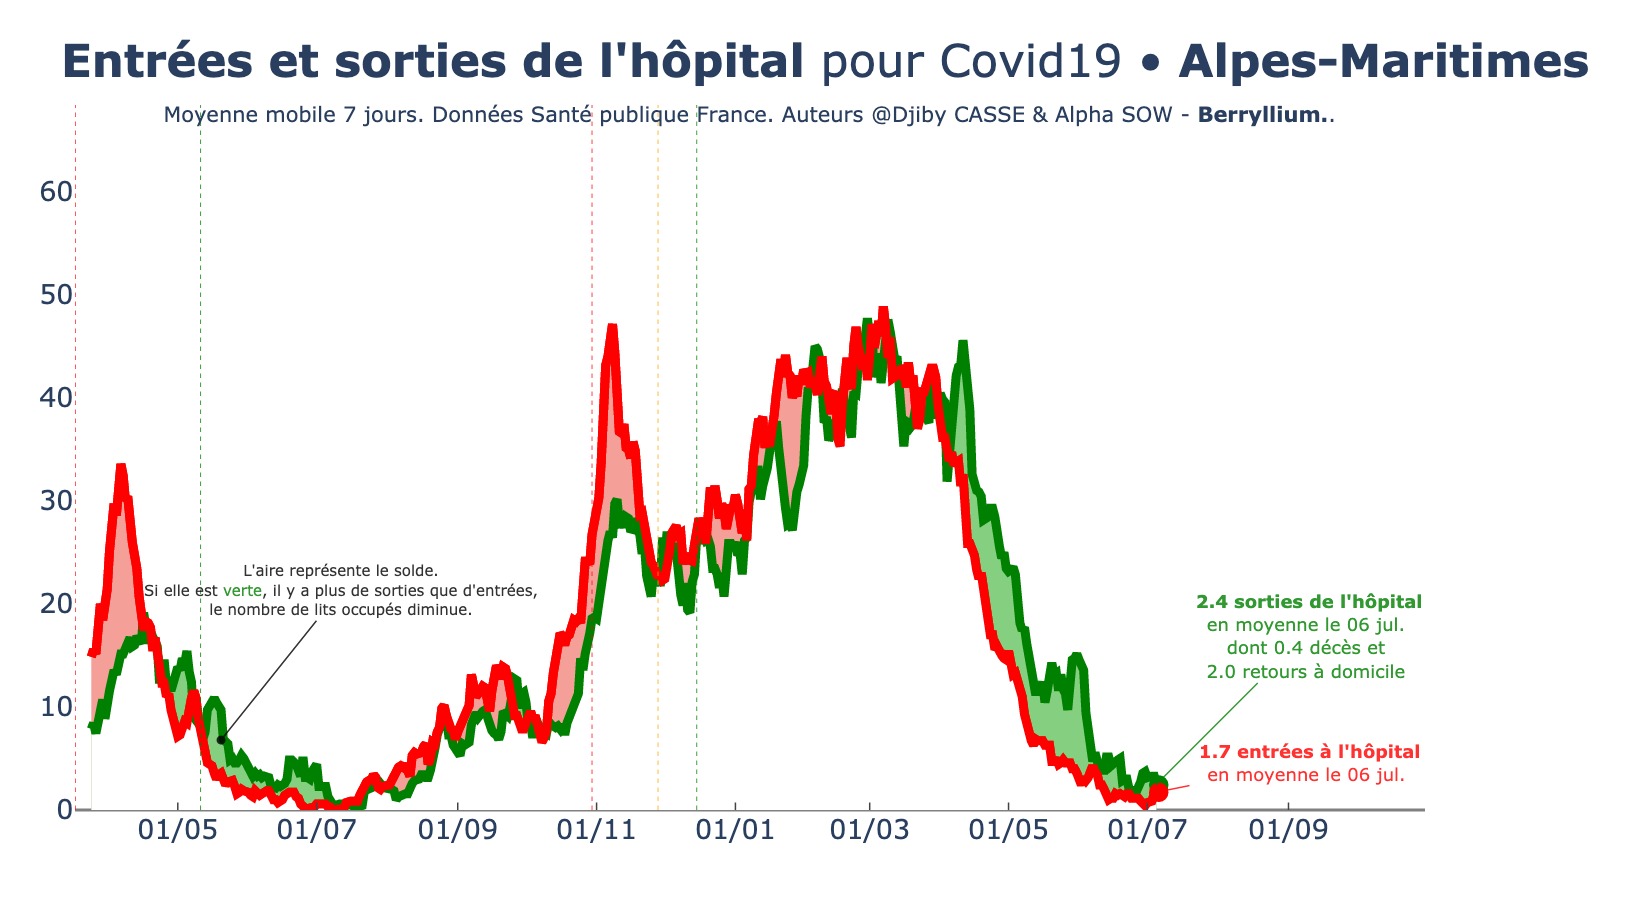 Entrées et sorties de l'hôpital pour Covid19 • Alpes-Maritimes
Moyenne mobile 7 jours. Données Santé publique France. Auteurs @Djiby CASSE & Alpha SOW - Berryllium..
60
50
40
30
20
10
0
L'aire représente le solde.
Si elle est verte, il y a plus de sorties que d'entrées,
le nombre de lits occupés diminue.
2.4 sorties de l'hôpital
en moyenne le 06 jul.
dont 0.4 décès et
2.0 retours à domicile
1.7 entrées à l'hôpital
en moyenne le 06 jul.
01/05 01/07 01/09 01/11 01/01 01/03 01/05 01/07 01/09